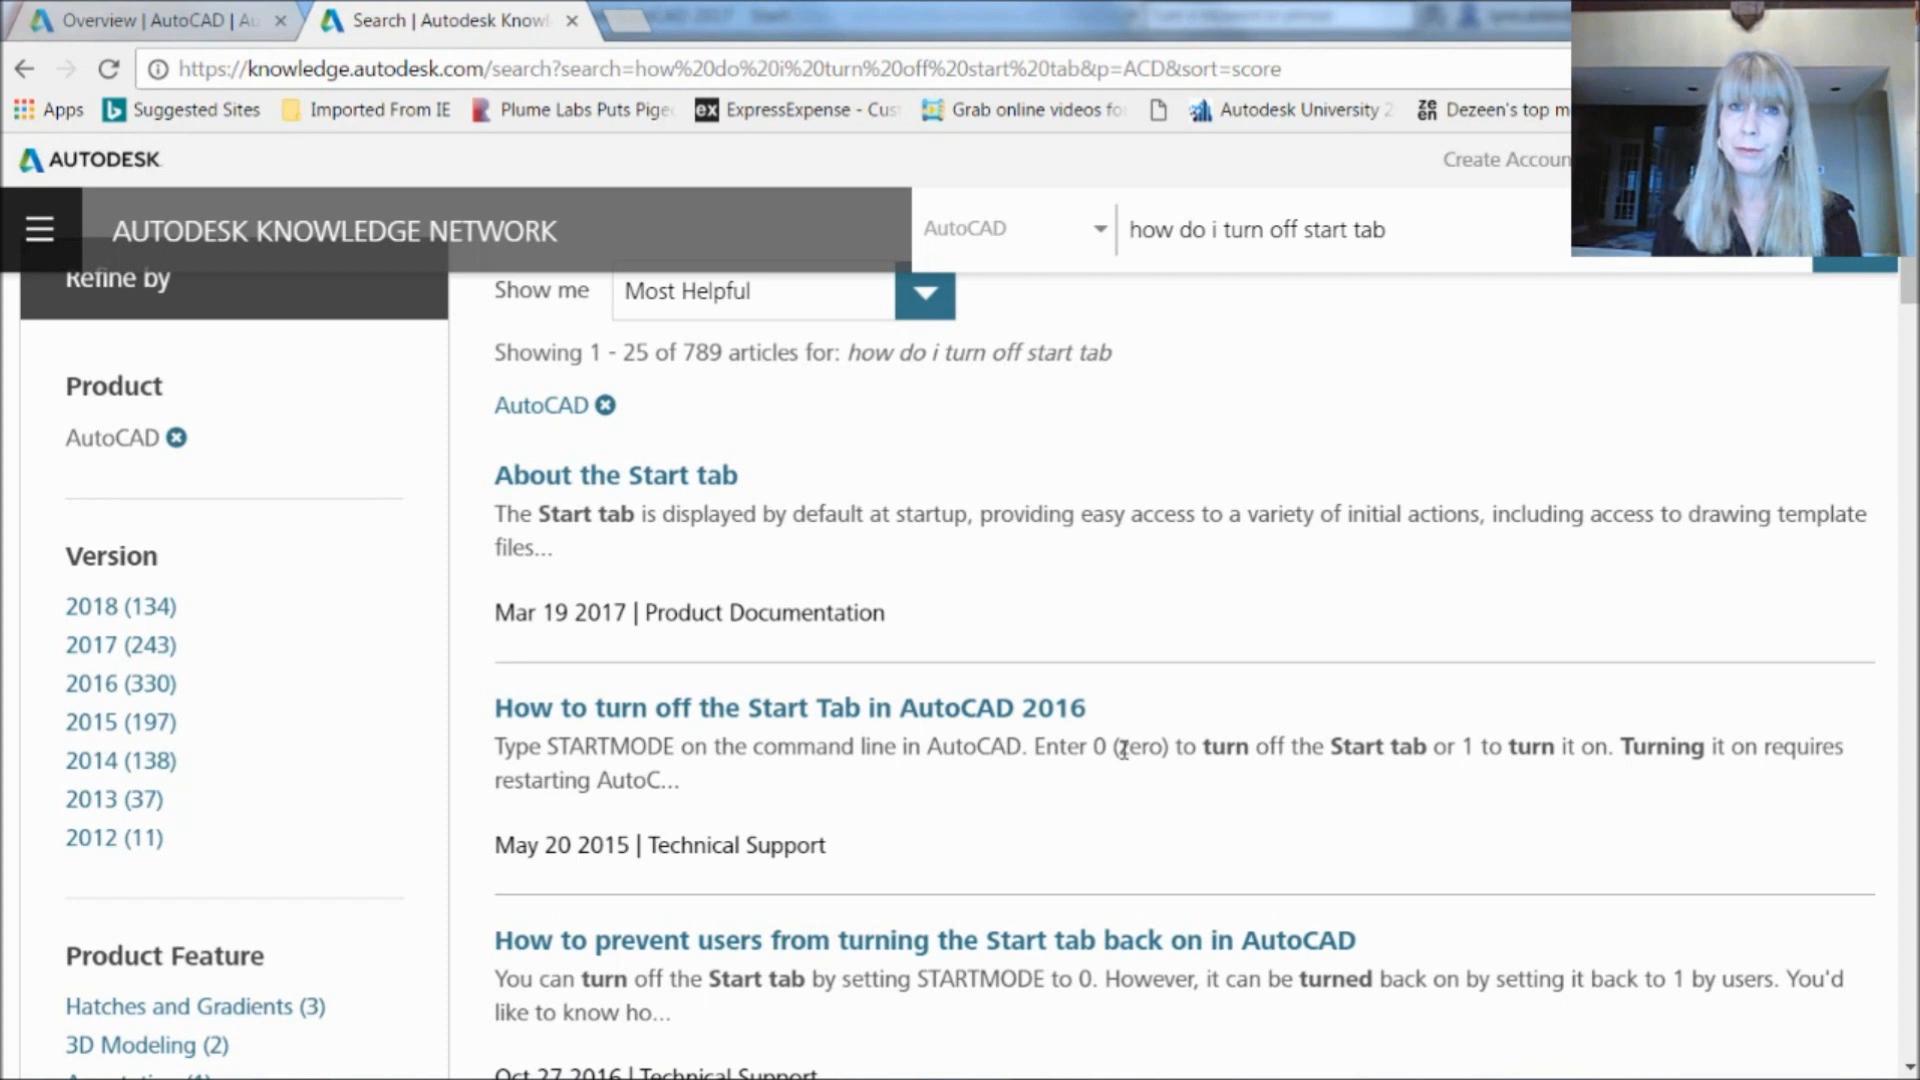 Overview | AutoCAD | Au
Search | Autodesk Knowl
https://knowledge.autodesk.com/search?search=how%20do%20i%20turn%20off%20start%20tab&p=ACD&sort=score
Apps
Suggested Sites
Imported From IE
Plume Labs Puts Pige
ex ExpressExpense - Cus
Grab online videos fo
Autodesk University 2
ze en Dezeen's top m
AUTODESK
Create Accoun
AUTODESK KNOWLEDGE NETWORK
AutoCAD
how do i turn off start tab
Refine by
Show me
Most Helpful
Showing 1 - 25 of 789 articles for: how do i turn off start tab
AutoCAD
Product
AutoCAD
Version
2018 (134)
2017 (243)
2016 (330)
2015 (197)
2014 (138)
2013 (37)
2012 (11)
Product Feature
Hatches and Gradients (3)
3D Modeling (2)
About the Start tab
The Start tab is displayed by default at startup, providing easy access to a variety of initial actions, including access to drawing template
files...
Mar 19 2017 | Product Documentation
How to turn off the Start Tab in AutoCAD 2016
Type STARTMODE on the command line in AutoCAD. Enter 0 (zero) to turn off the Start tab or 1 to turn it on. Turning it on requires
restarting AutoC...
May 20 2015 | Technical Support
How to prevent users from turning the Start tab back on in AutoCAD
You can turn off the Start tab by setting STARTMODE to 0. However, it can be turned back on by setting it back to 1 by users. You'd
like to know ho...
Oct 27 2016 | Technical Support